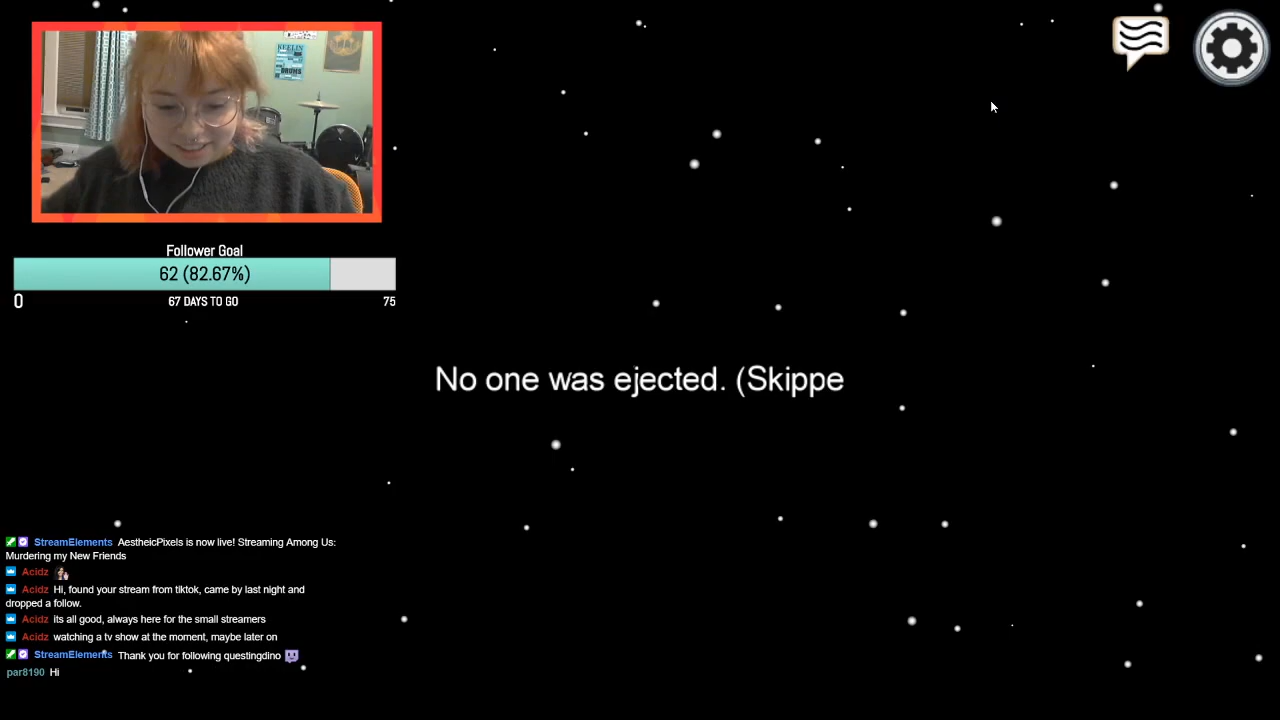 KEELIN'
DRUMS
Follower Goal
62 (82.67%)
0
67 DAYS TO GO
75
No one was ejected. (Skippe
StreamElements AestheicPixels is now live! Streaming Among Us:
Murdering my New Friends
Acidz
Acidz Hi, found your stream from tiktok, came by last night and
dropped a follow.
Acidz its all good, always here for the small streamers
Acidz watching a tv show at the moment, maybe later on
StreamElements Thank you for following questingdino
par8190 Hi